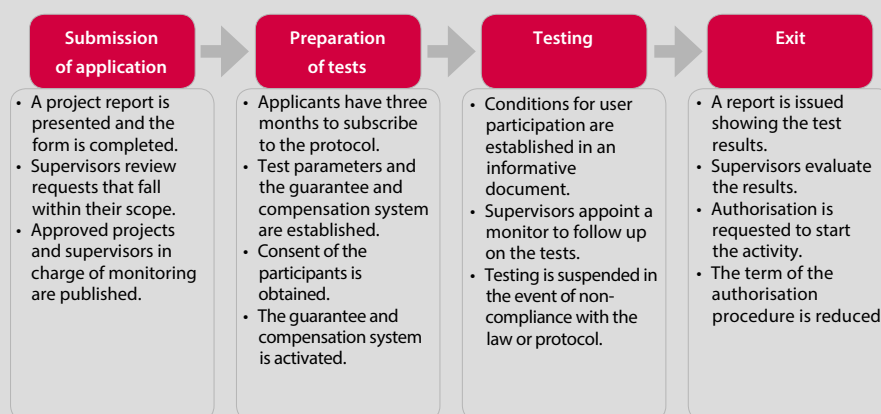 Submission
of application
• A project report is
presented and the
form is completed.
• Supervisors review
requests that fall
within their scope.
• Approved projects
and supervisors in
charge of monitoring
are published.
Preparation
of tests
• Applicants have three
months to subscribe
to the protocol.
• Test parameters and
the guarantee and
compensation system
are established.
• Consent of the
participants is
obtained.
• The guarantee and
compensation system
is activated.
Testing
• Conditions for user
participation are
established in an
informative
document.
• Supervisors appoint a
monitor to follow up
on the tests.
• Testing is suspended in
the event of non-
compliance with the
law or protocol.
Exit
• A report is issued
showing the test
results.
• Supervisors evaluate
the results.
• Authorisation is
requested to start
the activity.
• The term of the
authorisation
procedure is reduced